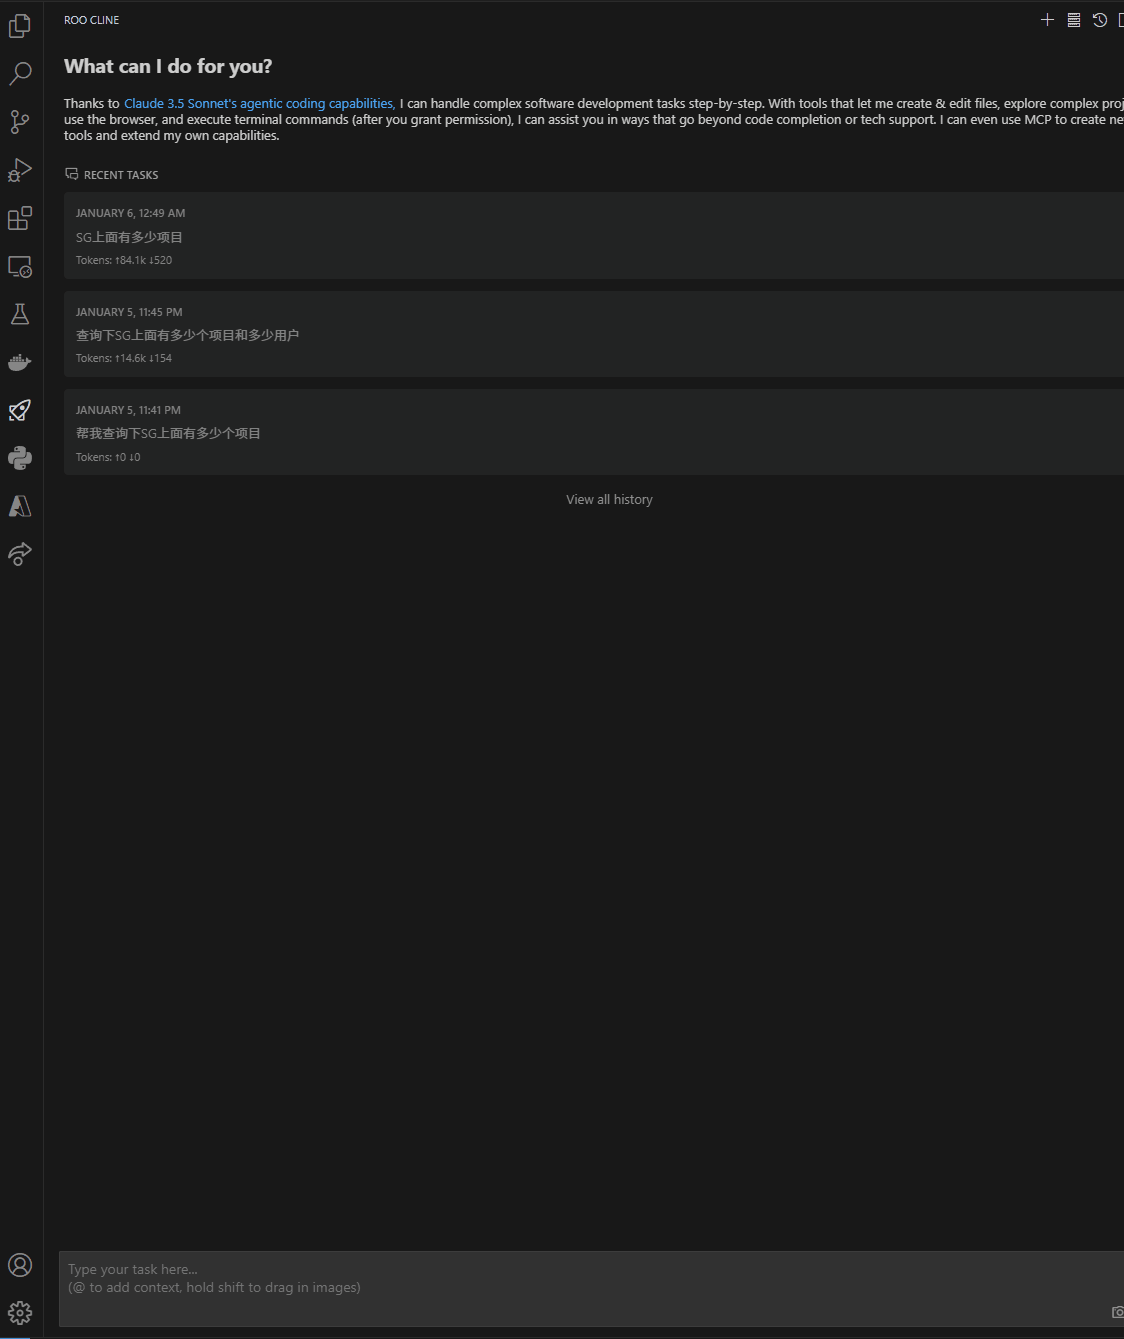 ROO CLINE
What can I do for you?
Thanks to Claude 3.5 Sonnet's agentic coding capabilities, I can handle complex software development tasks step-by-step. With tools that let me create & edit files, explore complex proj
use the browser, and execute terminal commands (after you grant permission), I can assist you in ways that go beyond code completion or tech support. I can even use MCP to create ne
tools and extend my own capabilities.
RECENT TASKS
JANUARY 6, 12:49 AM
SG上面有多少项目
Tokens: ↑84.1k ↓520
JANUARY 5, 11:45 PM
查询下SG上面有多少个项目和多少用户
Tokens: ↑14.6k ↓154
JANUARY 5, 11:41 PM
帮我查询下SG上面有多少个项目
Tokens: ↑0 ↓0
View all history
Type your task here...
(@ to add context, hold shift to drag in images)